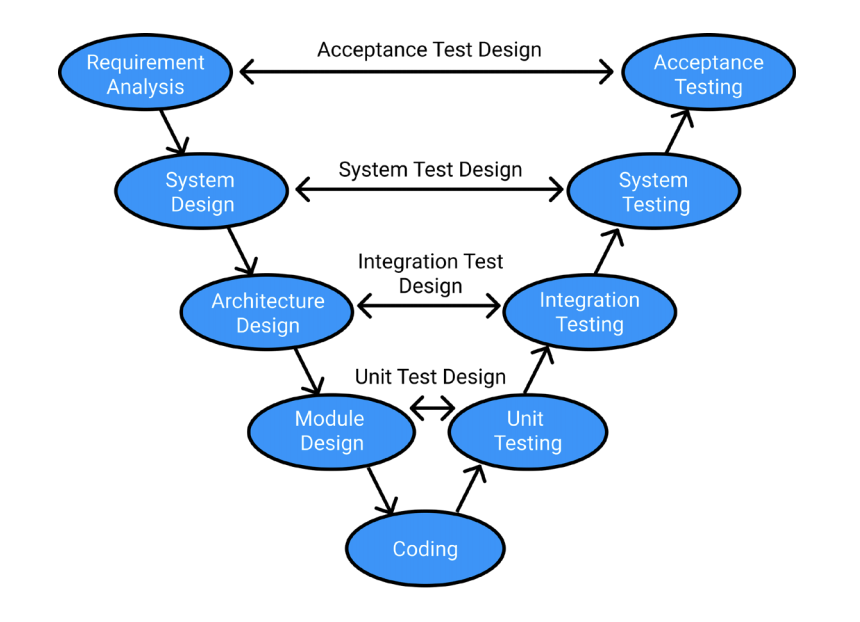 Requirement
Analysis
Acceptance Test Design
Acceptance
Testing
System
Design
System Test Design
System
Testing
Architecture
Design
Integration Test
Design
Integration
Testing
Module
Design
Unit Test Design
Unit
Testing
Coding